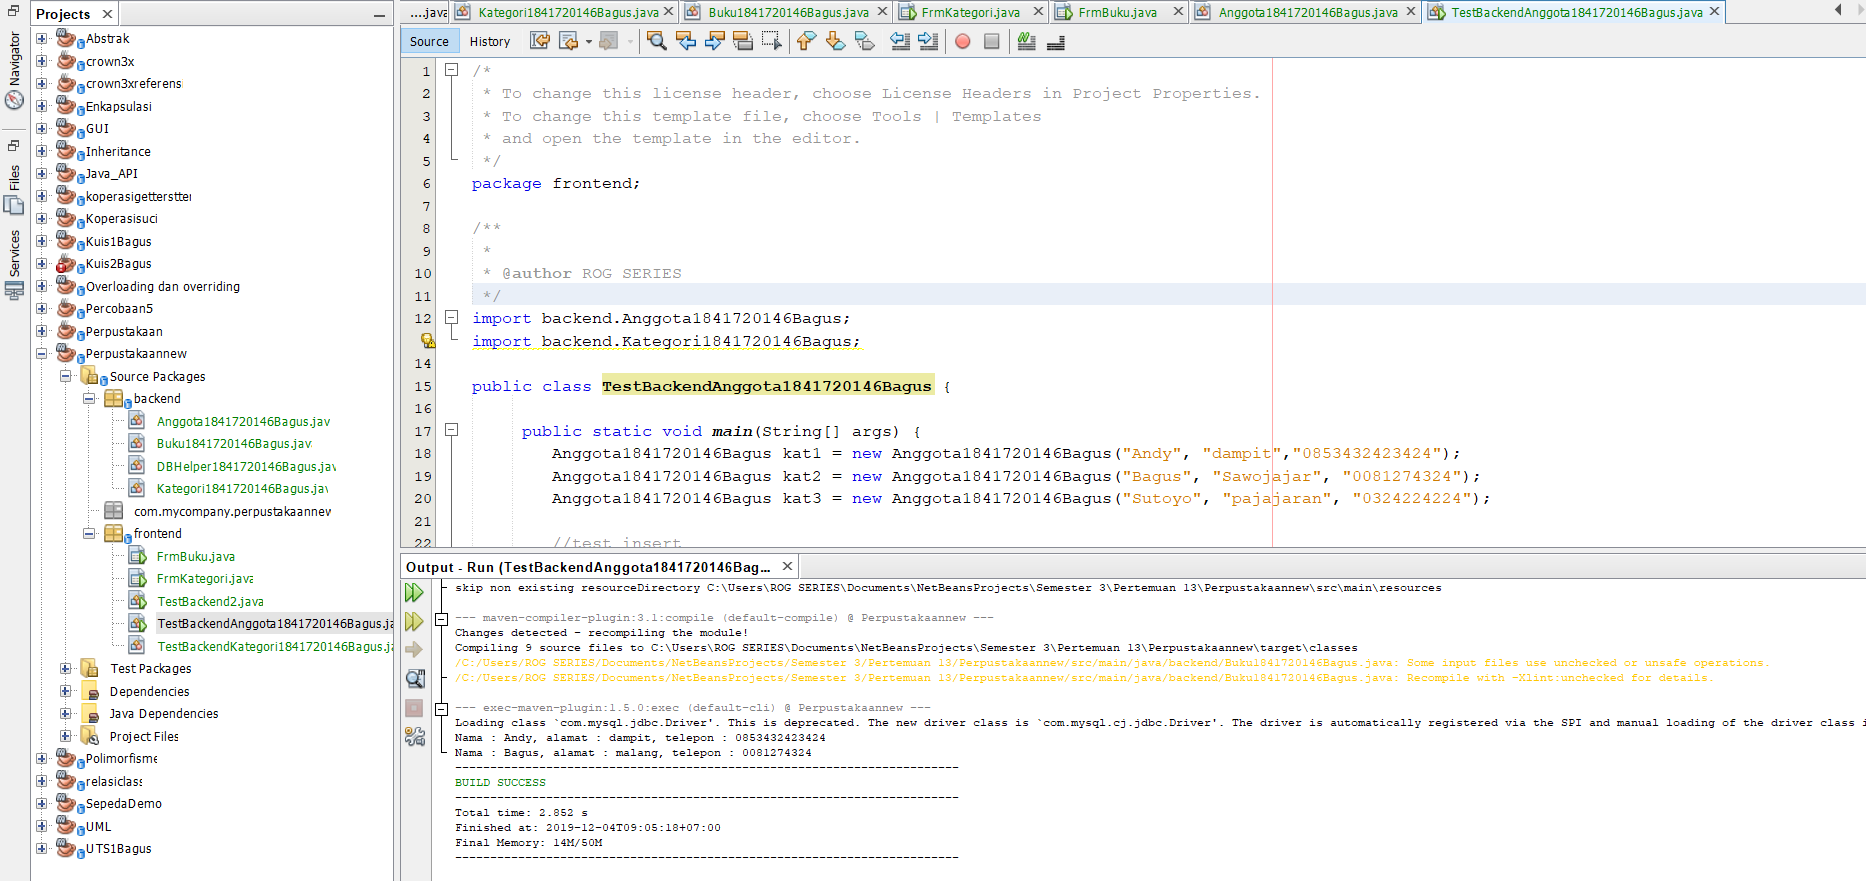 Projects
Navigator
Files
Services
Abstrak
crown3x
crown3xreferens
Enkapsulasi
GUI
Inheritance
Java_API
koperasigetterstter
Koperasisuci
Kuis1Bagus
Kuis2Bagus
Overloading dan overriding
Percobaan5
Perpustakaan
Perpustakaannew
Source Packages
backend
Anggota1841720146Bagus.jav
Buku1841720146Bagus.jav
DBHelper1841720146Bagus.jav
Kategori1841720146Bagus.jav
com.mycompany.perpustakaannew
frontend
FrmBuku.java
FrmKategori.java
TestBackend2.java
TestBackendAnggota1841720146Bagus.ja
TestBackendKategori1841720146Bagus.ja
Test Packages
Dependencies
Java Dependencies
Project Files
Polimorfisme
relasiclass
SepedaDemo
UML
UTS1Bagus
....java Kategori1841720146Bagus.java Buku1841720146Bagus.java FrmKategori.java FrmBuku.java Anggota1841720146Bagus.java TestBackendAnggota1841720146Bagus.java
Source History
1 /*
2 * To change this license header, choose License Headers in Project Properties.
3 * To change this template file, choose Tools | Templates
4 * and open the template in the editor.
5 */
6 package frontend;
7
8 /**
9 *
10 * @author ROG SERIES
11 */
12 import backend.Anggota1841720146Bagus;
import backend.Kategori1841720146Bagus;
14
15 public class TestBackendAnggota1841720146Bagus {
16
17 public static void main(String[] args) {
18 Anggota1841720146Bagus kat1 = new Anggota1841720146Bagus("Andy", "dampit","0853432423424");
19 Anggota1841720146Bagus kat2 = new Anggota1841720146Bagus("Bagus", "Sawojajar", "0081274324");
20 Anggota1841720146Bagus kat3 = new Anggota1841720146Bagus("Sutoyo", "pajajaran", "0324224224");
21
22 //test insert
Output - Run (TestBackendAnggota1841720146Bag...
skip non existing resourceDirectory C:\Users\ROG SERIES\Documents\NetBeansProjects\Semester 3\Pertemuan 13\Perpustakaannew\src\main\resources
--- maven-compiler-plugin:3.1:compile (default-compile) @ Perpustakaannew ---
Changes detected - recompiling the module!
Compiling 9 source files to C:\Users\ROG SERIES\Documents\NetBeansProjects\Semester 3\Pertemuan 13\Perpustakaannew\target\classes
/C:/Users/ROG SERIES/Documents/NetBeansProjects/Semester 3/Pertemuan 13/Perpustakaannew/src/main/java/backend/Buku1841720146Bagus.java: Some input files use unchecked or unsafe operations.
/C:/Users/ROG SERIES/Documents/NetBeansProjects/Semester 3/Pertemuan 13/Perpustakaannew/src/main/java/backend/Buku1841720146Bagus.java: Recompile with -Xlint:unchecked for details.
--- exec-maven-plugin:1.5.0:exec (default-cli) @ Perpustakaannew ---
Loading class `com.mysql.jdbc.Driver'. This is deprecated. The new driver class is `com.mysql.cj.jdbc.Driver'. The driver is automatically registered via the SPI and manual loading of the driver class i
Nama : Andy, alamat : dampit, telepon : 0853432423424
Nama : Bagus, alamat : malang, telepon : 0081274324
------------------------------------------------------------------------
BUILD SUCCESS
------------------------------------------------------------------------
Total time: 2.852 s
Finished at: 2019-12-04T09:05:18+07:00
Final Memory: 14M/50M
------------------------------------------------------------------------